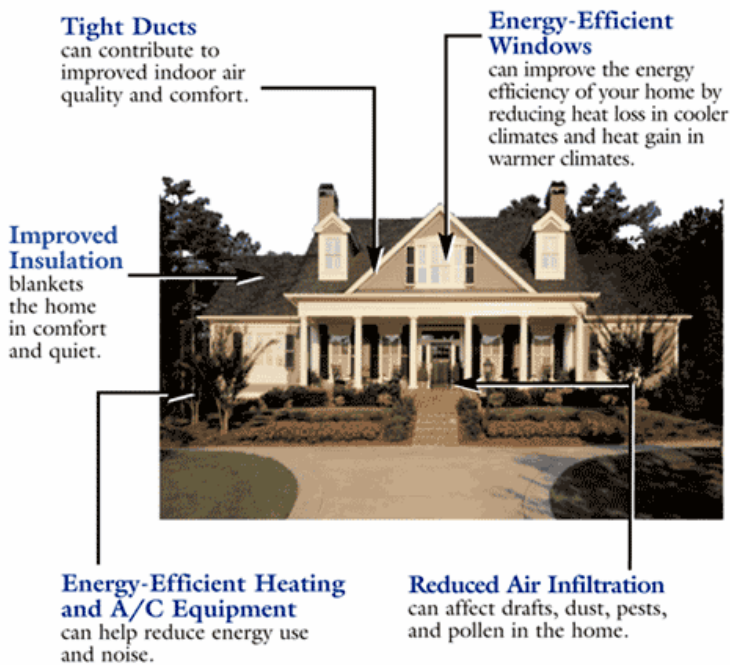 Tight Ducts
can contribute to
improved indoor air
quality and comfort.
Energy-Efficient
Windows
can improve the energy
efficiency of your home by
reducing heat loss in cooler
climates and heat gain in
warmer climates.
Improved
Insulation
blankets
the home
in comfort
and quiet.
Energy-Efficient Heating
and A/C Equipment
can help reduce energy use
and noise.
Reduced Air Infiltration
can affect drafts, dust, pests,
and pollen in the home.